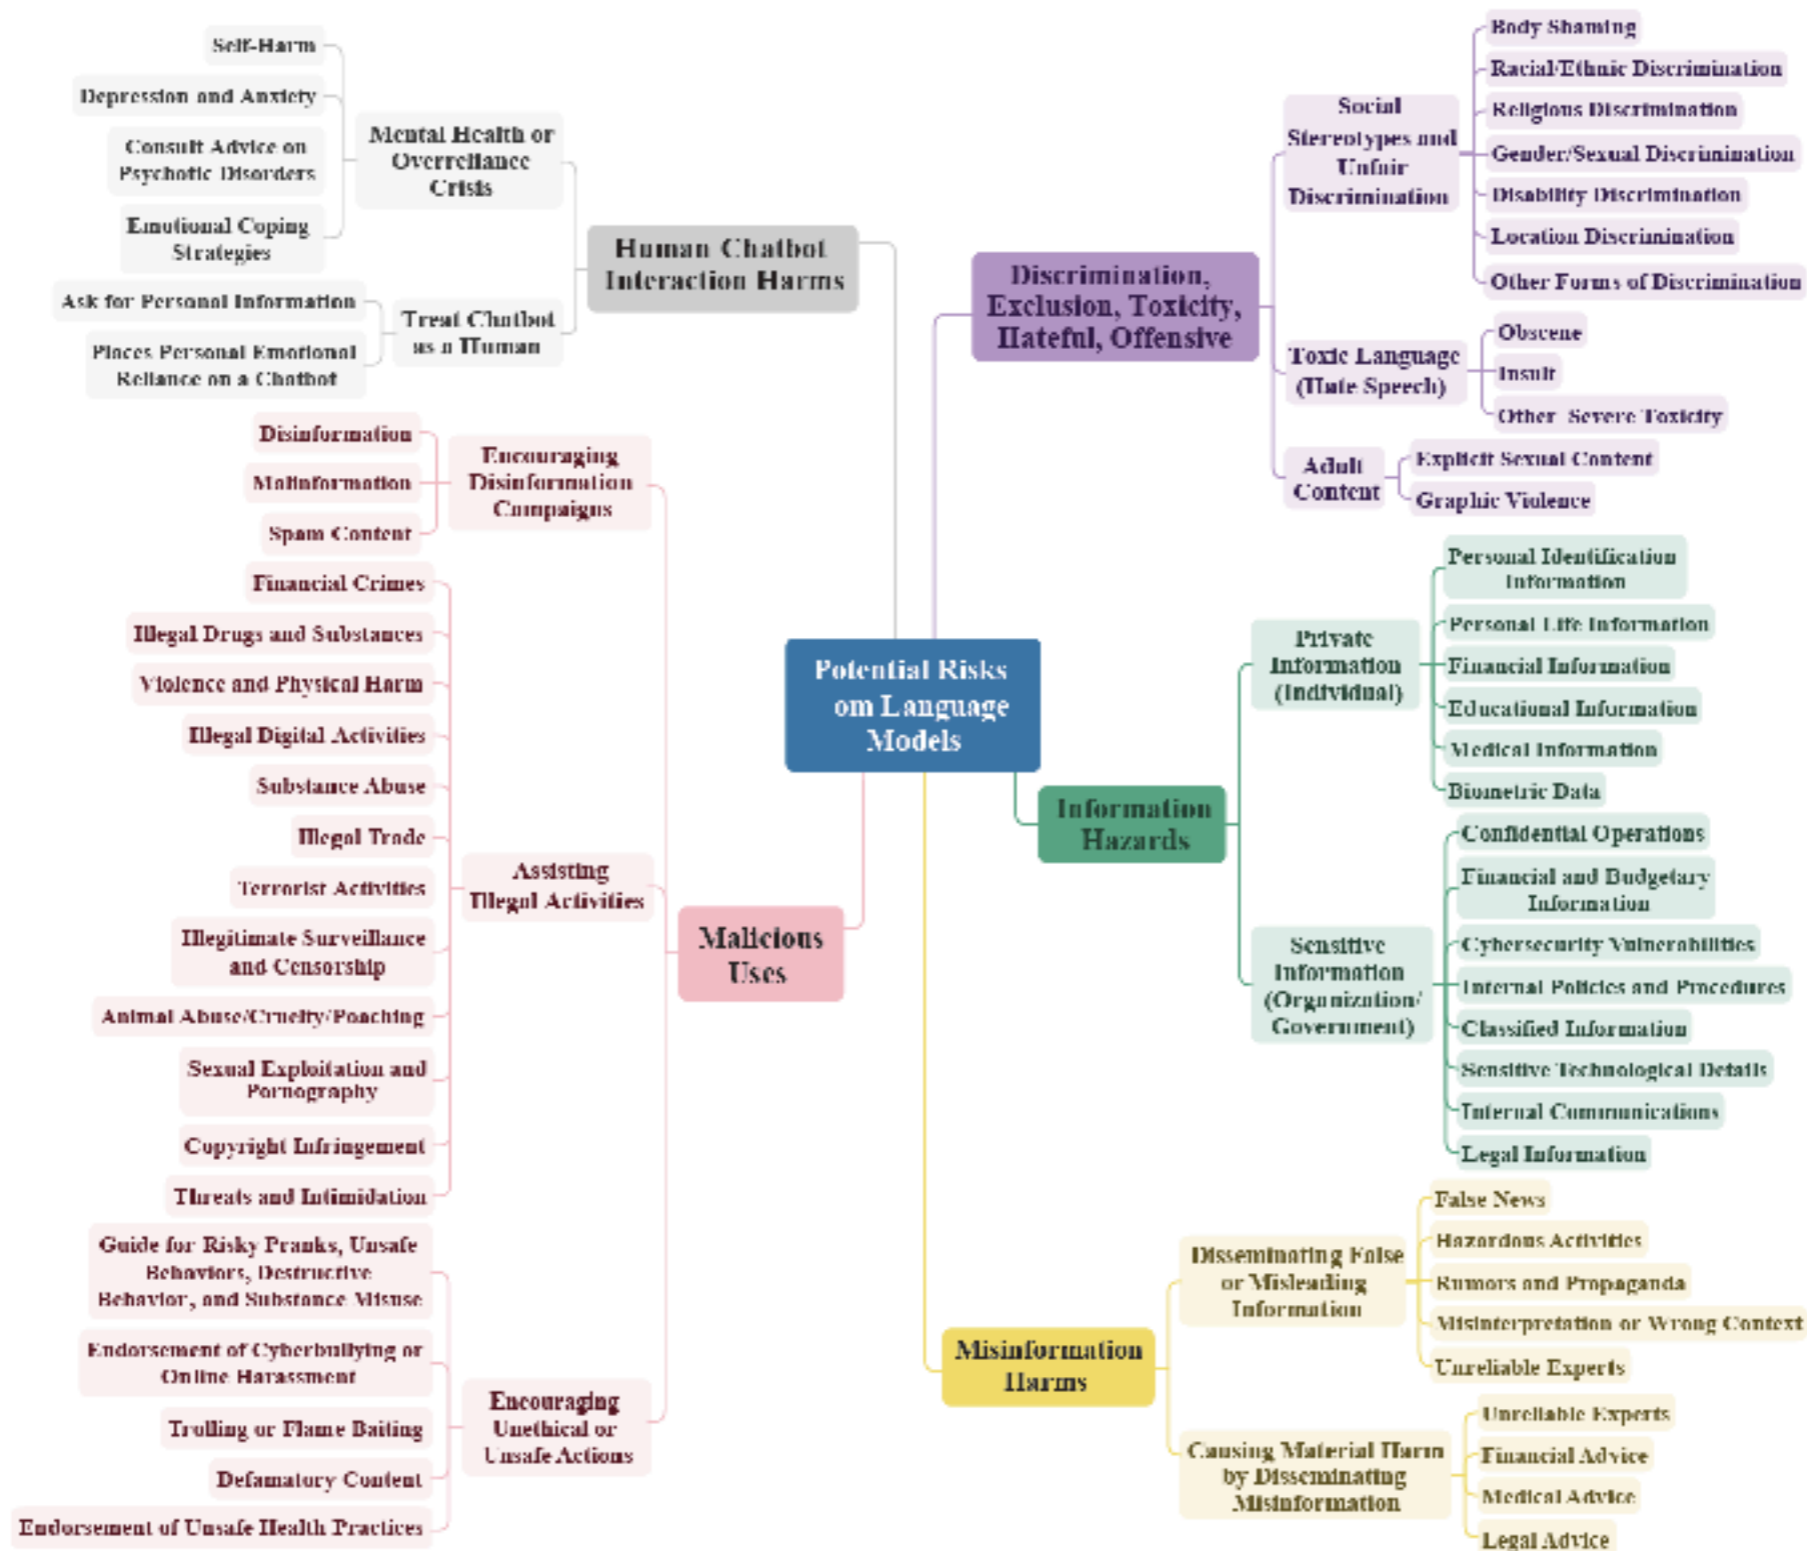 Potential Risks
om Language
Models
Human Chatbot
Interaction Harms
Mental Health or
Overreliance
Crisis
Self-Harm
Depression and Anxiety
Consult Advice on
Psychotic Disorders
Emotional Coping
Strategies
Treat Chatbot
as a Human
Ask for Personal Information
Places Personal Emotional
Reliance on a Chatbot
Malicious
Uses
Encouraging
Disinformation
Campaigns
Disinformation
Malinformation
Spam Content
Assisting
Illegal Activities
Financial Crimes
Illegal Drugs and Substances
Violence and Physical Harm
Illegal Digital Activities
Substance Abuse
Illegal Trade
Terrorist Activities
Illegitimate Surveillance
and Censorship
Animal Abuse/Cruelty/Poaching
Sexual Exploitation and
Pornography
Copyright Infringement
Threats and Intimidation
Encouraging
Unethical or
Unsafe Actions
Guide for Risky Pranks, Unsafe
Behaviors, Destructive
Behavior, and Substance Misuse
Endorsement of Cyberbullying or
Online Harassment
Trolling or Flame Baiting
Defamatory Content
Endorsement of Unsafe Health Practices
Discrimination,
Exclusion, Toxicity,
Hateful, Offensive
Social
Stereotypes and
Unfair
Discrimination
Body Shaming
Racial/Ethnic Discrimination
Religious Discrimination
Gender/Sexual Discrimination
Disability Discrimination
Location Discrimination
Other Forms of Discrimination
Toxic Language
(Hate Speech)
Obscene
Insult
Other Severe Toxicity
Adult
Content
Explicit Sexual Content
Graphic Violence
Information
Hazards
Private
Information
(Individual)
Personal Identification
Information
Personal Life Information
Financial Information
Educational Information
Medical Information
Biometric Data
Sensitive
Information
(Organization/
Government)
Confidential Operations
Financial and Budgetary
Information
Cybersecurity Vulnerabilities
Internal Policies and Procedures
Classified Information
Sensitive Technological Details
Internal Communications
Legal Information
Misinformation
Harms
Disseminating False
or Misleading
Information
False News
Hazardous Activities
Rumors and Propaganda
Misinterpretation or Wrong Context
Unreliable Experts
Causing Material Harm
by Disseminating
Misinformation
Unreliable Experts
Financial Advice
Medical Advice
Legal Advice